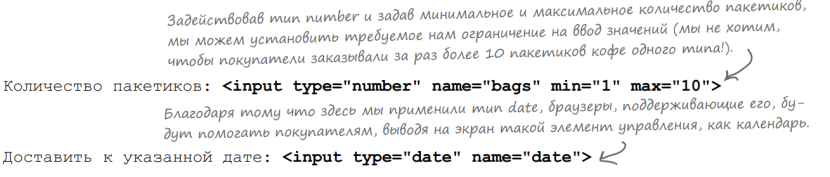 Задействовав тип number и задав минимальное и максимальное количество пакетиков,
мы можем установить требуемое нам ограничение на ввод значений (мы не хотим,
чтобы покупатели заказывали за раз более 10 пакетиков кофе одного типа!).
Количество пакетиков: <input type="number" name="bags" min="1" max="10">
Благодаря тому что здесь мы применили тип date, браузеры, поддерживающие его, бу-
дут помогать покупателям, выводя на экран такой элемент управления, как календарь.
Доставить к указанной дате: <input type="date" name="date">